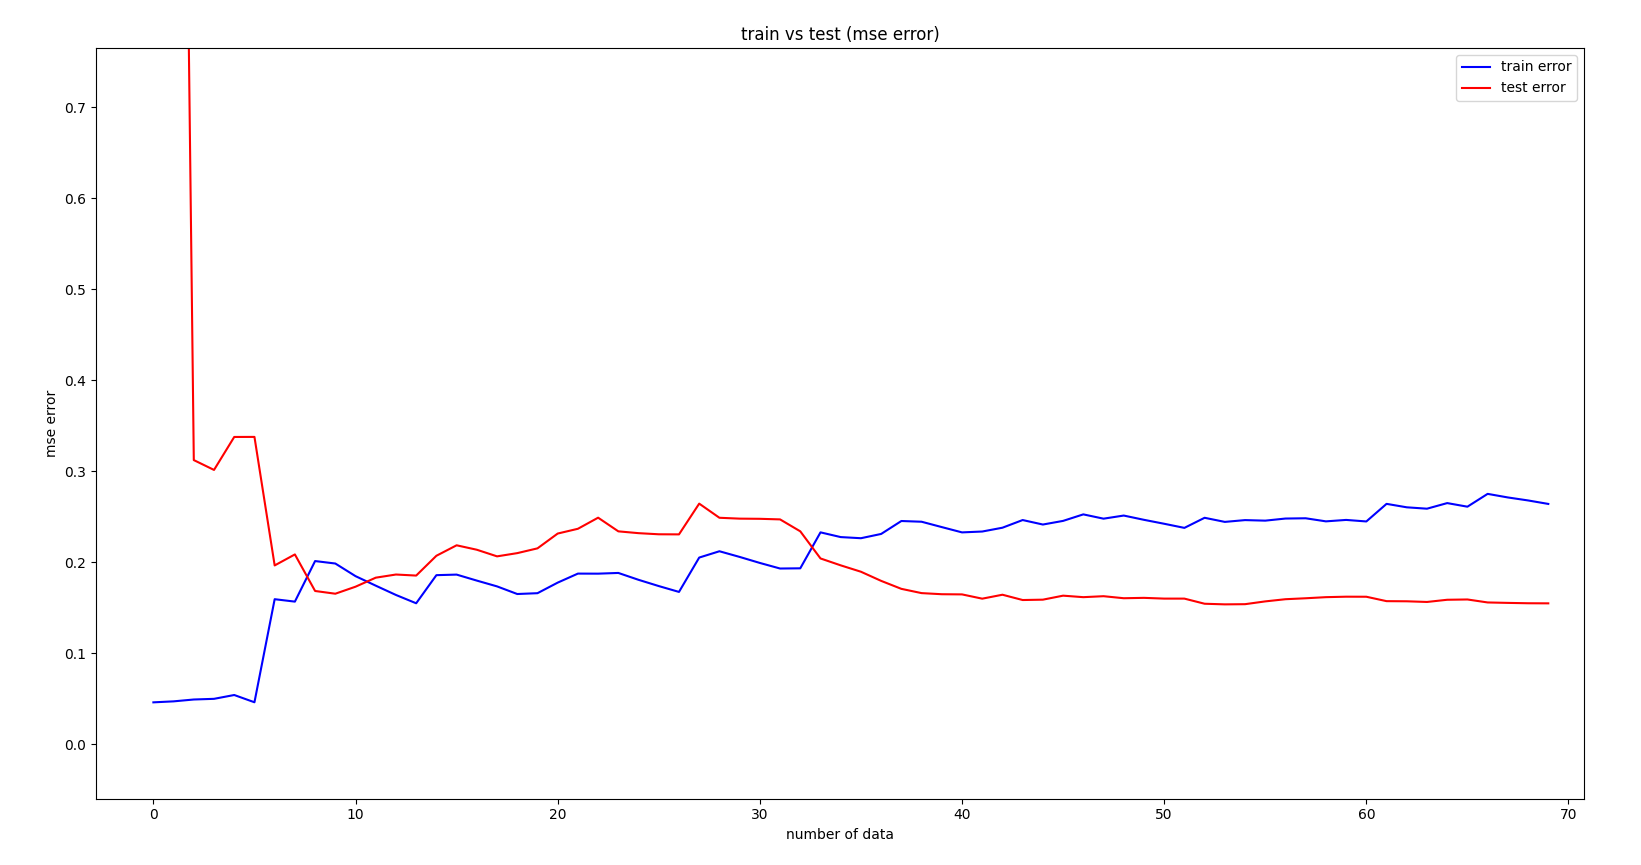 train vs test (mse error)
train error
test error
0.7
0.6
0.5
0.4
0.3
0.2
0.1
0.0
mse error
0 10 20 30 40 50 60 70
number of data